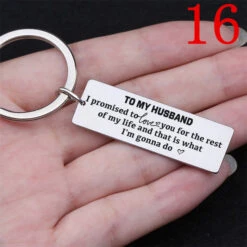 16
TO MY HUSBAND
I promised to love you for the rest
of my life and that is what
I'm gonna do ♡